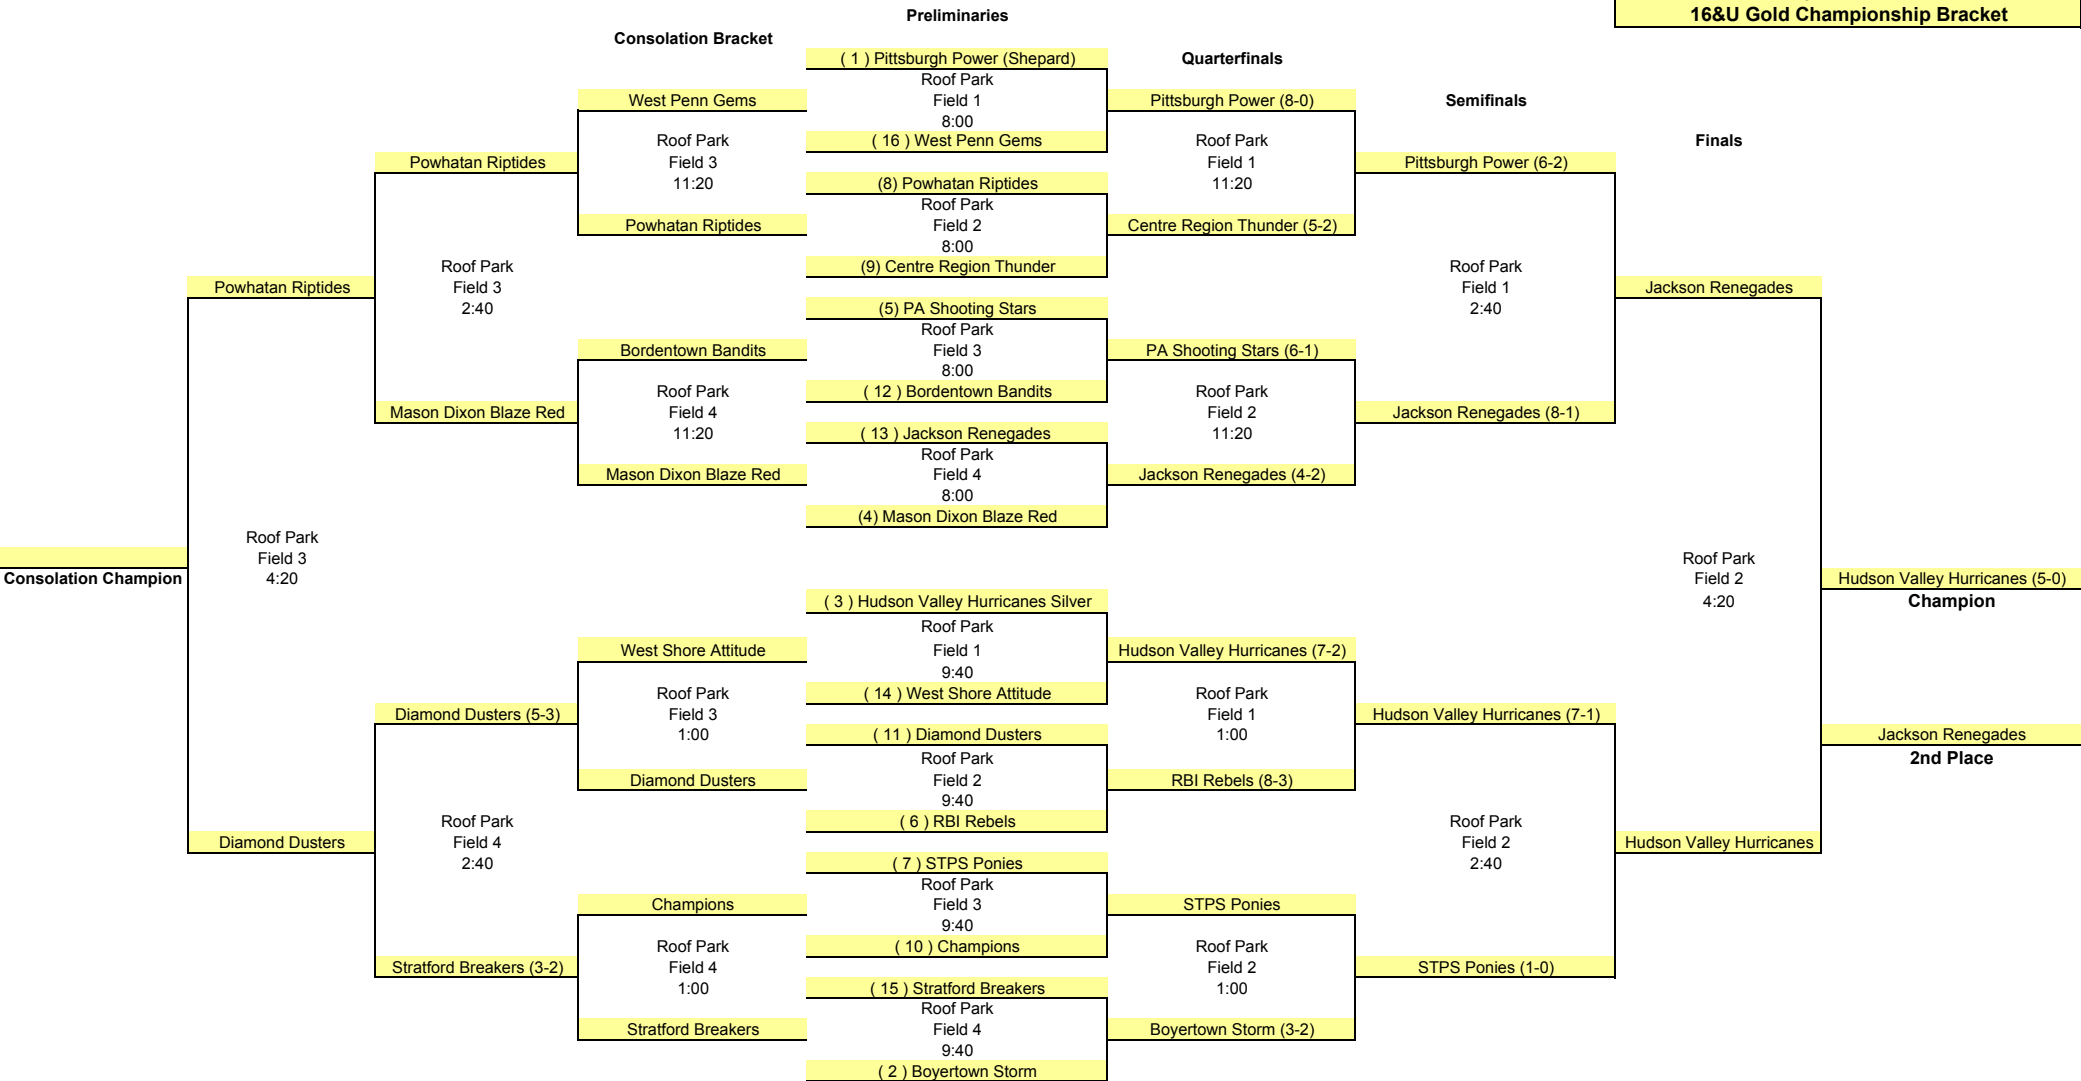 Preliminaries
16&U Gold Championship Bracket
Consolation Bracket
( 1 ) Pittsburgh Power (Shepard)
Quarterfinals
Roof Park
West Penn Gems
Field 1
Pittsburgh Power (8-0)
Semifinals
8:00
Roof Park
( 16 ) West Penn Gems
Roof Park
Finals
Powhatan Riptides
Field 3
Field 1
Pittsburgh Power (6-2)
11:20
(8) Powhatan Riptides
11:20
Roof Park
Powhatan Riptides
Field 2
Centre Region Thunder (5-2)
8:00
Roof Park
(9) Centre Region Thunder
Roof Park
Powhatan Riptides
Field 3
Field 1
Jackson Renegades
2:40
(5) PA Shooting Stars
2:40
Roof Park
Bordentown Bandits
Field 3
PA Shooting Stars (6-1)
8:00
Roof Park
( 12 ) Bordentown Bandits
Roof Park
Mason Dixon Blaze Red
Field 4
Field 2
Jackson Renegades (8-1)
11:20
( 13 ) Jackson Renegades
11:20
Roof Park
Mason Dixon Blaze Red
Field 4
Jackson Renegades (4-2)
8:00
(4) Mason Dixon Blaze Red
Roof Park
Field 3
Roof Park
Consolation Champion
4:20
Field 2
Hudson Valley Hurricanes (5-0)
( 3 ) Hudson Valley Hurricanes Silver
4:20
Champion
Roof Park
West Shore Attitude
Field 1
Hudson Valley Hurricanes (7-2)
9:40
Roof Park
( 14 ) West Shore Attitude
Roof Park
Diamond Dusters (5-3)
Field 3
Field 1
Hudson Valley Hurricanes (7-1)
1:00
( 11 ) Diamond Dusters
1:00
Jackson Renegades
Roof Park
2nd Place
Diamond Dusters
Field 2
RBI Rebels (8-3)
9:40
Roof Park
( 6 ) RBI Rebels
Roof Park
Diamond Dusters
Field 4
Field 2
Hudson Valley Hurricanes
2:40
( 7 ) STPS Ponies
2:40
Roof Park
Champions
Field 3
STPS Ponies
9:40
Roof Park
( 10 ) Champions
Roof Park
Stratford Breakers (3-2)
Field 4
Field 2
STPS Ponies (1-0)
1:00
( 15 ) Stratford Breakers
1:00
Roof Park
Stratford Breakers
Field 4
Boyertown Storm (3-2)
9:40
( 2 ) Boyertown Storm